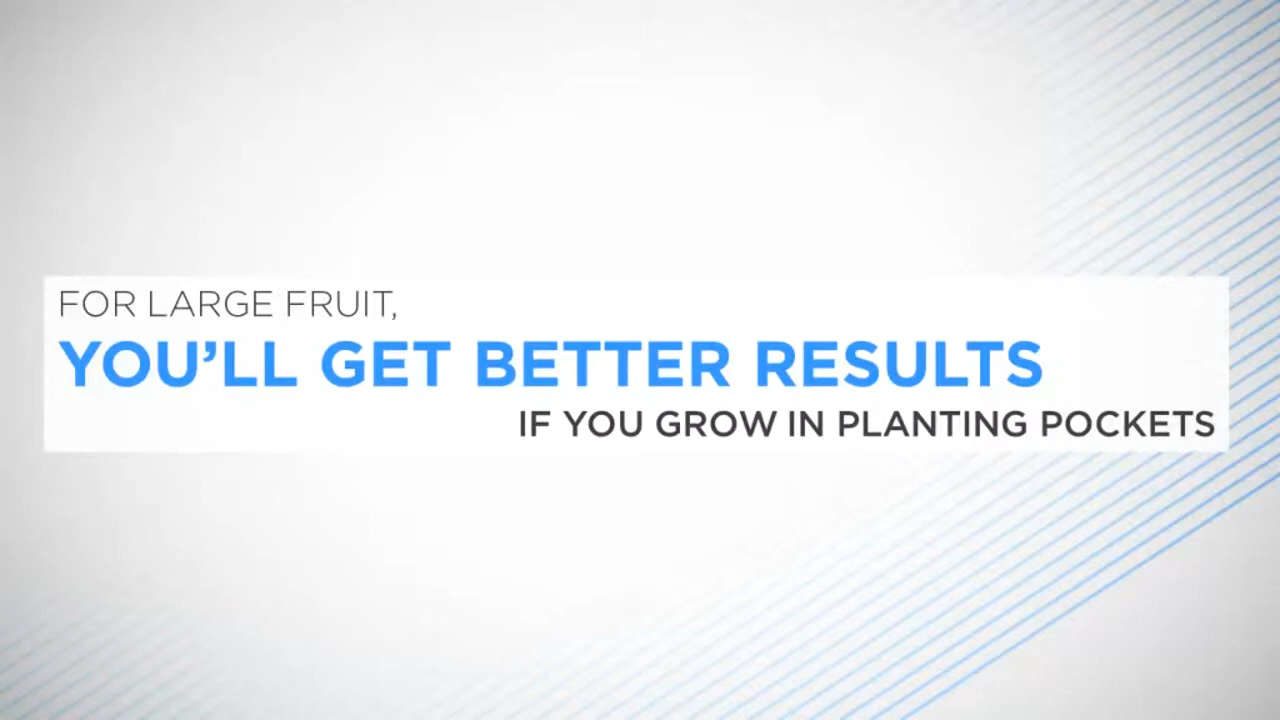 FOR LARGE FRUIT,
YOU’LL GET BETTER RESULTS
IF YOU GROW IN PLANTING POCKETS